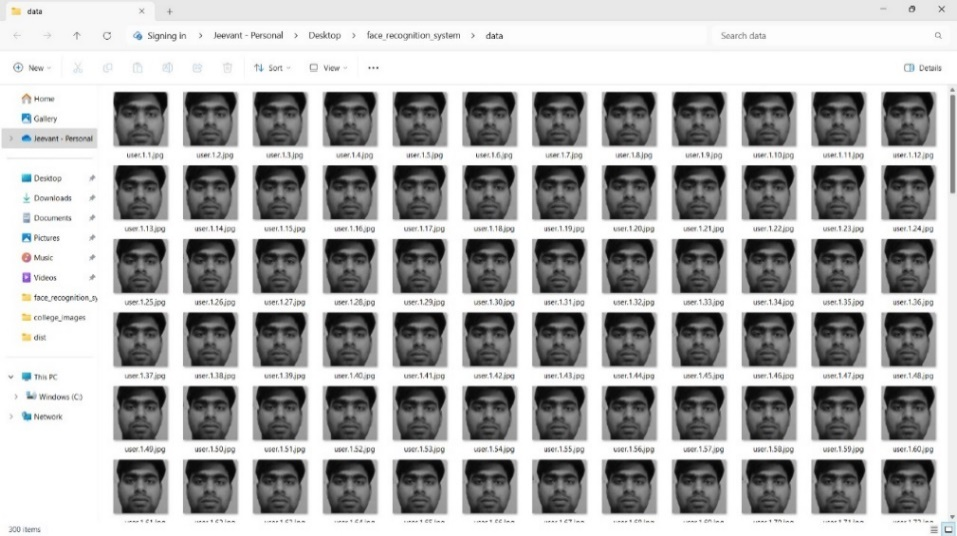 data
Signing in > Jeevant - Personal > Desktop > face_recognition_system > data
Search data
New
Sort
View
Details
Home
Gallery
Jeevant - Personal
Desktop
Downloads
Documents
Pictures
Music
Videos
face_recognition_sy
college_images
dist
This PC
Windows (C:)
Network
user.1.1.jpg user.1.2.jpg user.1.3.jpg user.1.4.jpg user.1.5.jpg user.1.6.jpg user.1.7.jpg user.1.8.jpg user.1.9.jpg user.1.10.jpg user.1.11.jpg user.1.12.jpg
user.1.13.jpg user.1.14.jpg user.1.15.jpg user.1.16.jpg user.1.17.jpg user.1.18.jpg user.1.19.jpg user.1.20.jpg user.1.21.jpg user.1.22.jpg user.1.23.jpg user.1.24.jpg
user.1.25.jpg user.1.26.jpg user.1.27.jpg user.1.28.jpg user.1.29.jpg user.1.30.jpg user.1.31.jpg user.1.32.jpg user.1.33.jpg user.1.34.jpg user.1.35.jpg user.1.36.jpg
user.1.37.jpg user.1.38.jpg user.1.39.jpg user.1.40.jpg user.1.41.jpg user.1.42.jpg user.1.43.jpg user.1.44.jpg user.1.45.jpg user.1.46.jpg user.1.47.jpg user.1.48.jpg
user.1.49.jpg user.1.50.jpg user.1.51.jpg user.1.52.jpg user.1.53.jpg user.1.54.jpg user.1.55.jpg user.1.56.jpg user.1.57.jpg user.1.58.jpg user.1.59.jpg user.1.60.jpg
300 items